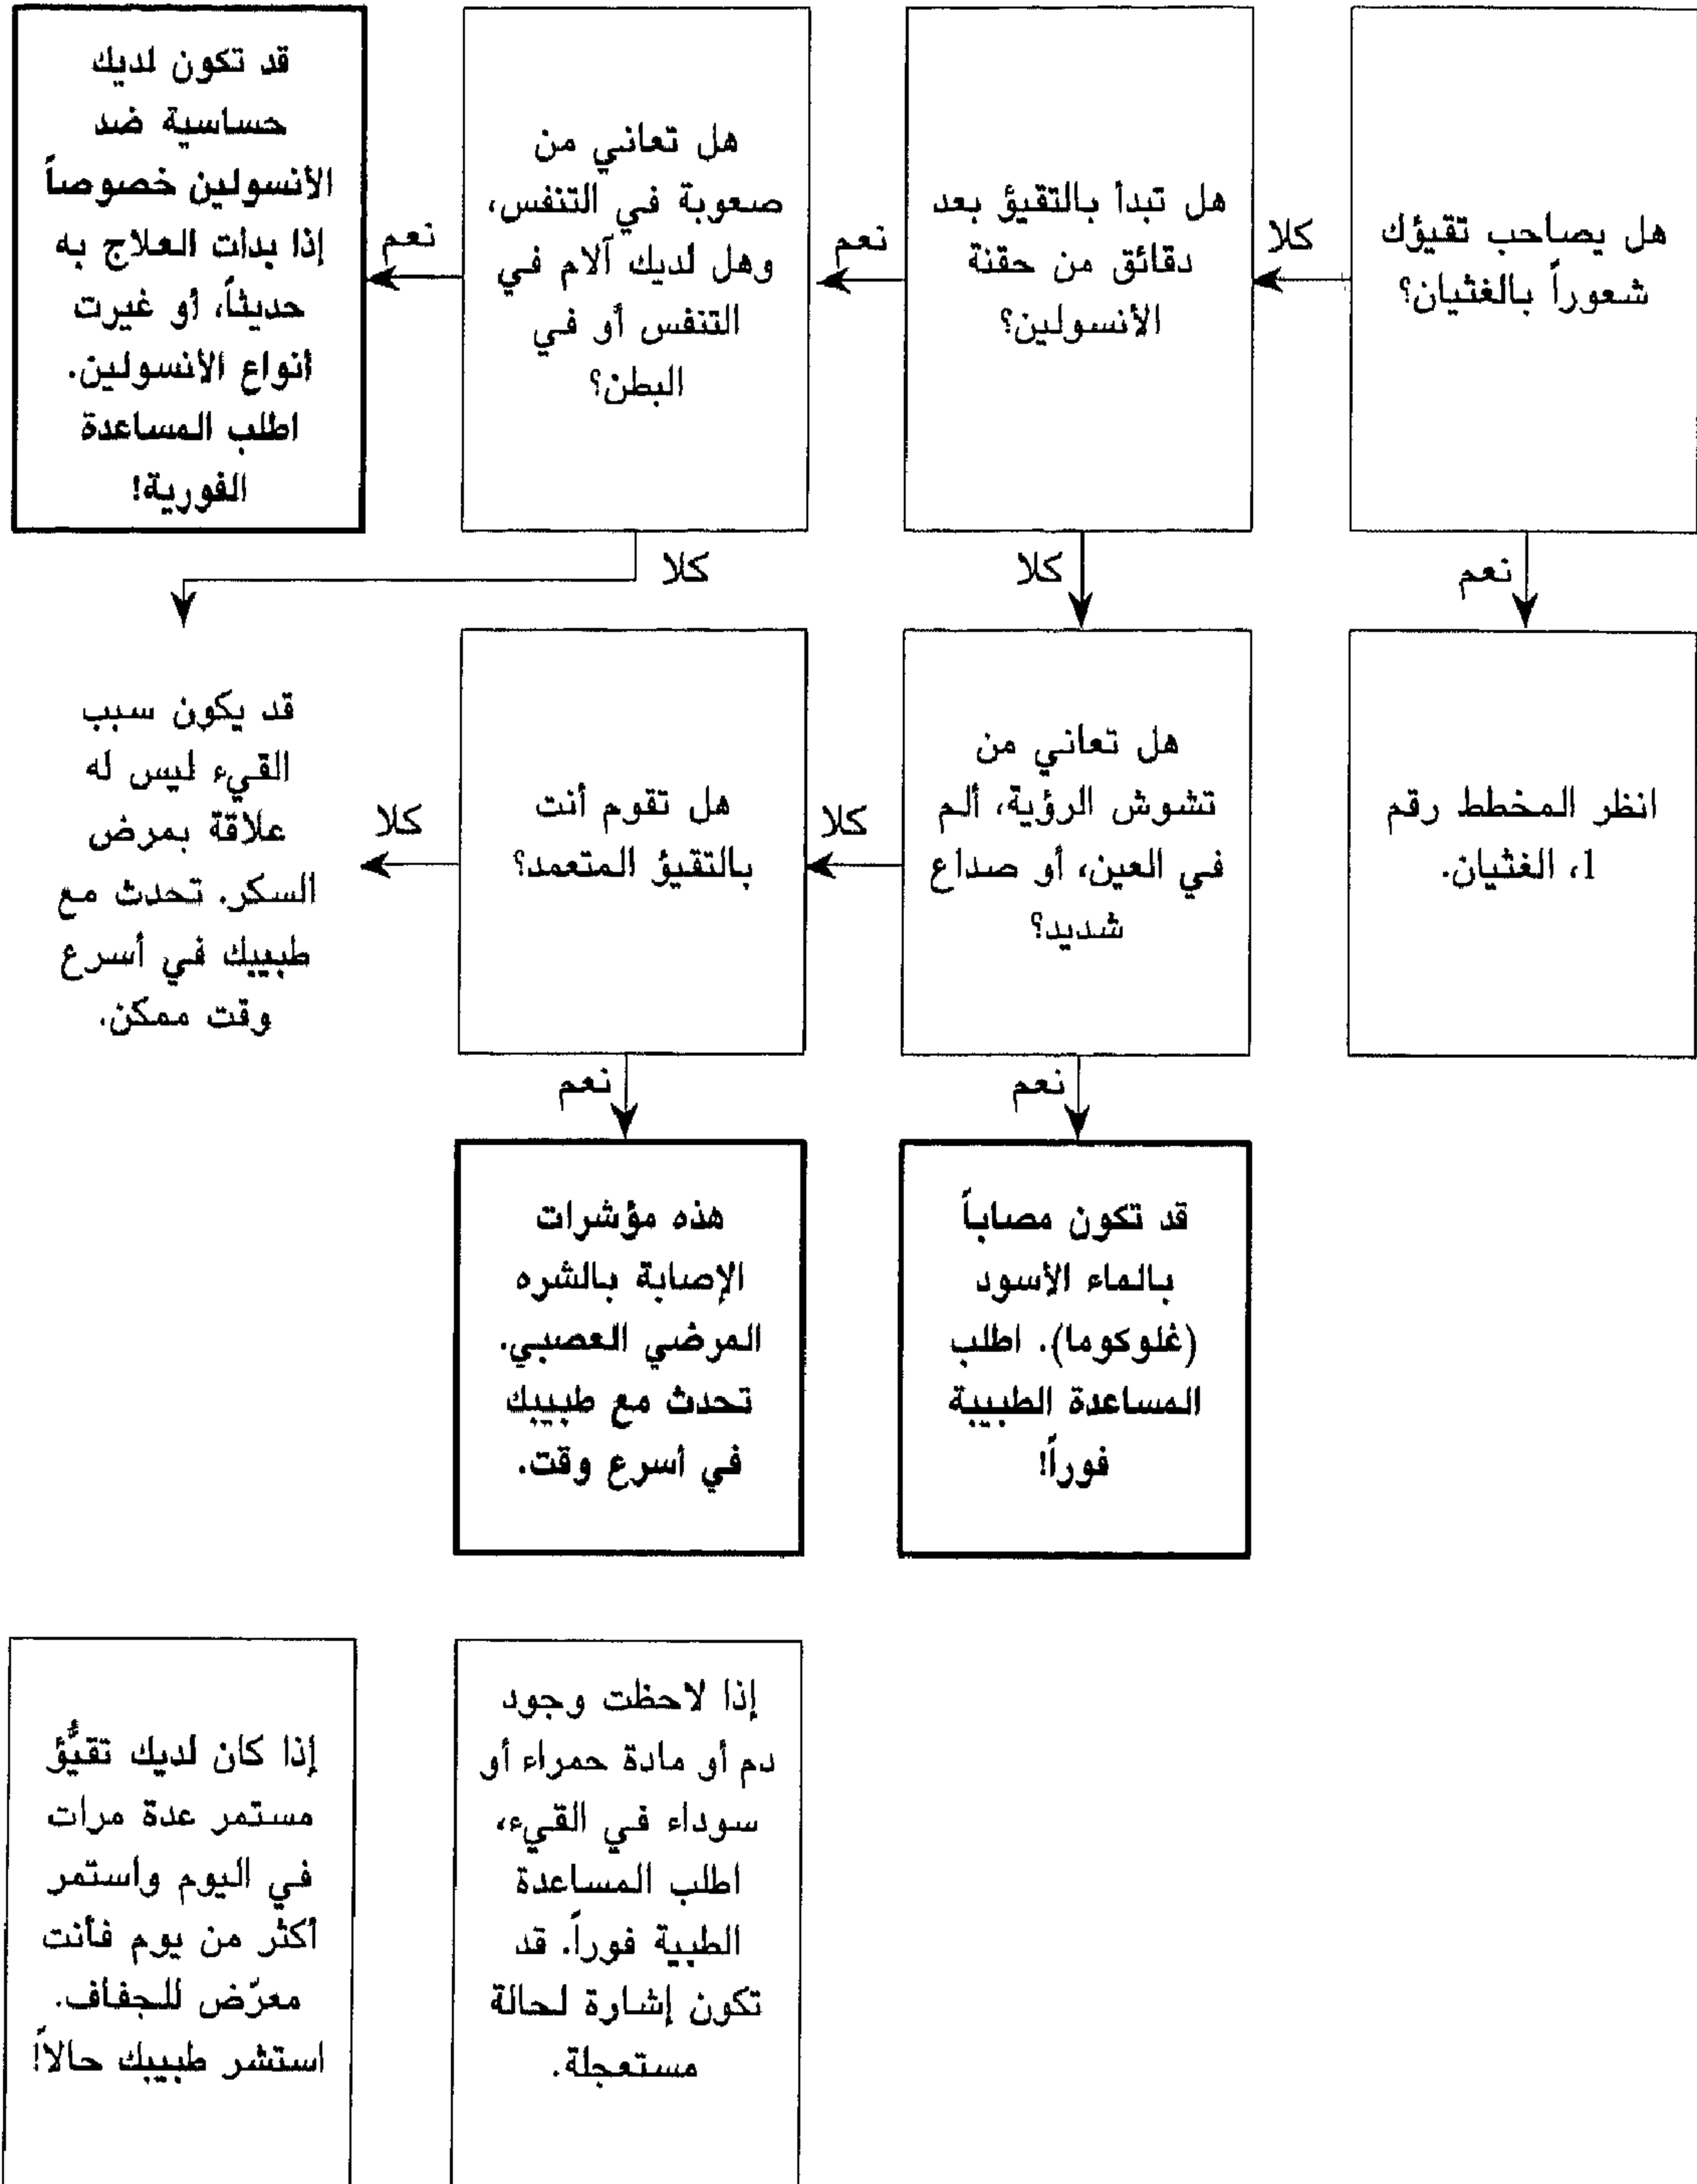 هل يصاحب تقيؤك
شعوراً بالغثيان؟
كلا
هل تبدأ بالتقيؤ بعد
دقائق من حقنة
الأنسولين؟
نعم
هل تعاني من
صعوبة في التنفس،
وهل لديك آلام في
التنفس أو في
البطن؟
نعم
قد تكون لديك
حساسية ضد
الأنسولين خصوصاً
إذا بدأت العلاج به
حديثاً، أو غيرت
أنواع الأنسولين.
اطلب المساعدة
الفورية!
نعم
كلا
كلا
انظر المخطط رقم
1، الغثيان.
هل تعاني من
تشوش الرؤية، ألم
في العين، أو صداع
شديد؟
كلا
هل تقوم أنت
بالتقيؤ المتعمد؟
كلا
قد يكون سبب
القيء ليس له
علاقة بمرض
السكر. تحدث مع
طبيبك في أسرع
وقت ممكن.
نعم
نعم
قد تكون مصاباً
بالماء الأسود
(غلوكوما). اطلب
المساعدة الطبيبة
فوراً!
هذه مؤشرات
الإصابة بالشره
المرضي العصبي.
تحدث مع طبيبك
في أسرع وقت.
إذا لاحظت وجود
دم أو مادة حمراء أو
سوداء في القيء،
اطلب المساعدة
الطبية فوراً. قد
تكون إشارة لحالة
مستعجلة.
إذا كان لديك تقيُّؤ
مستمر عدة مرات
في اليوم واستمر
أكثر من يوم فأنت
معرّض للجفاف.
استشر طبيبك حالاً!